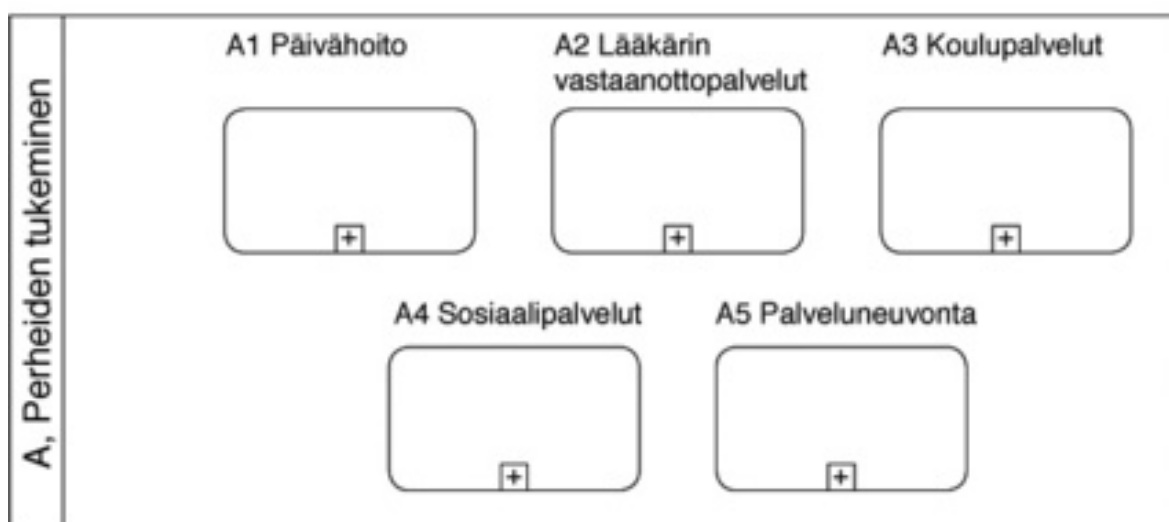 A, Perheiden tukeminen
A1 Päivähoito
A2 Lääkärin
vastaanottopalvelut
A3 Koulupalvelut
A4 Sosiaalipalvelut
A5 Palveluneuvonta